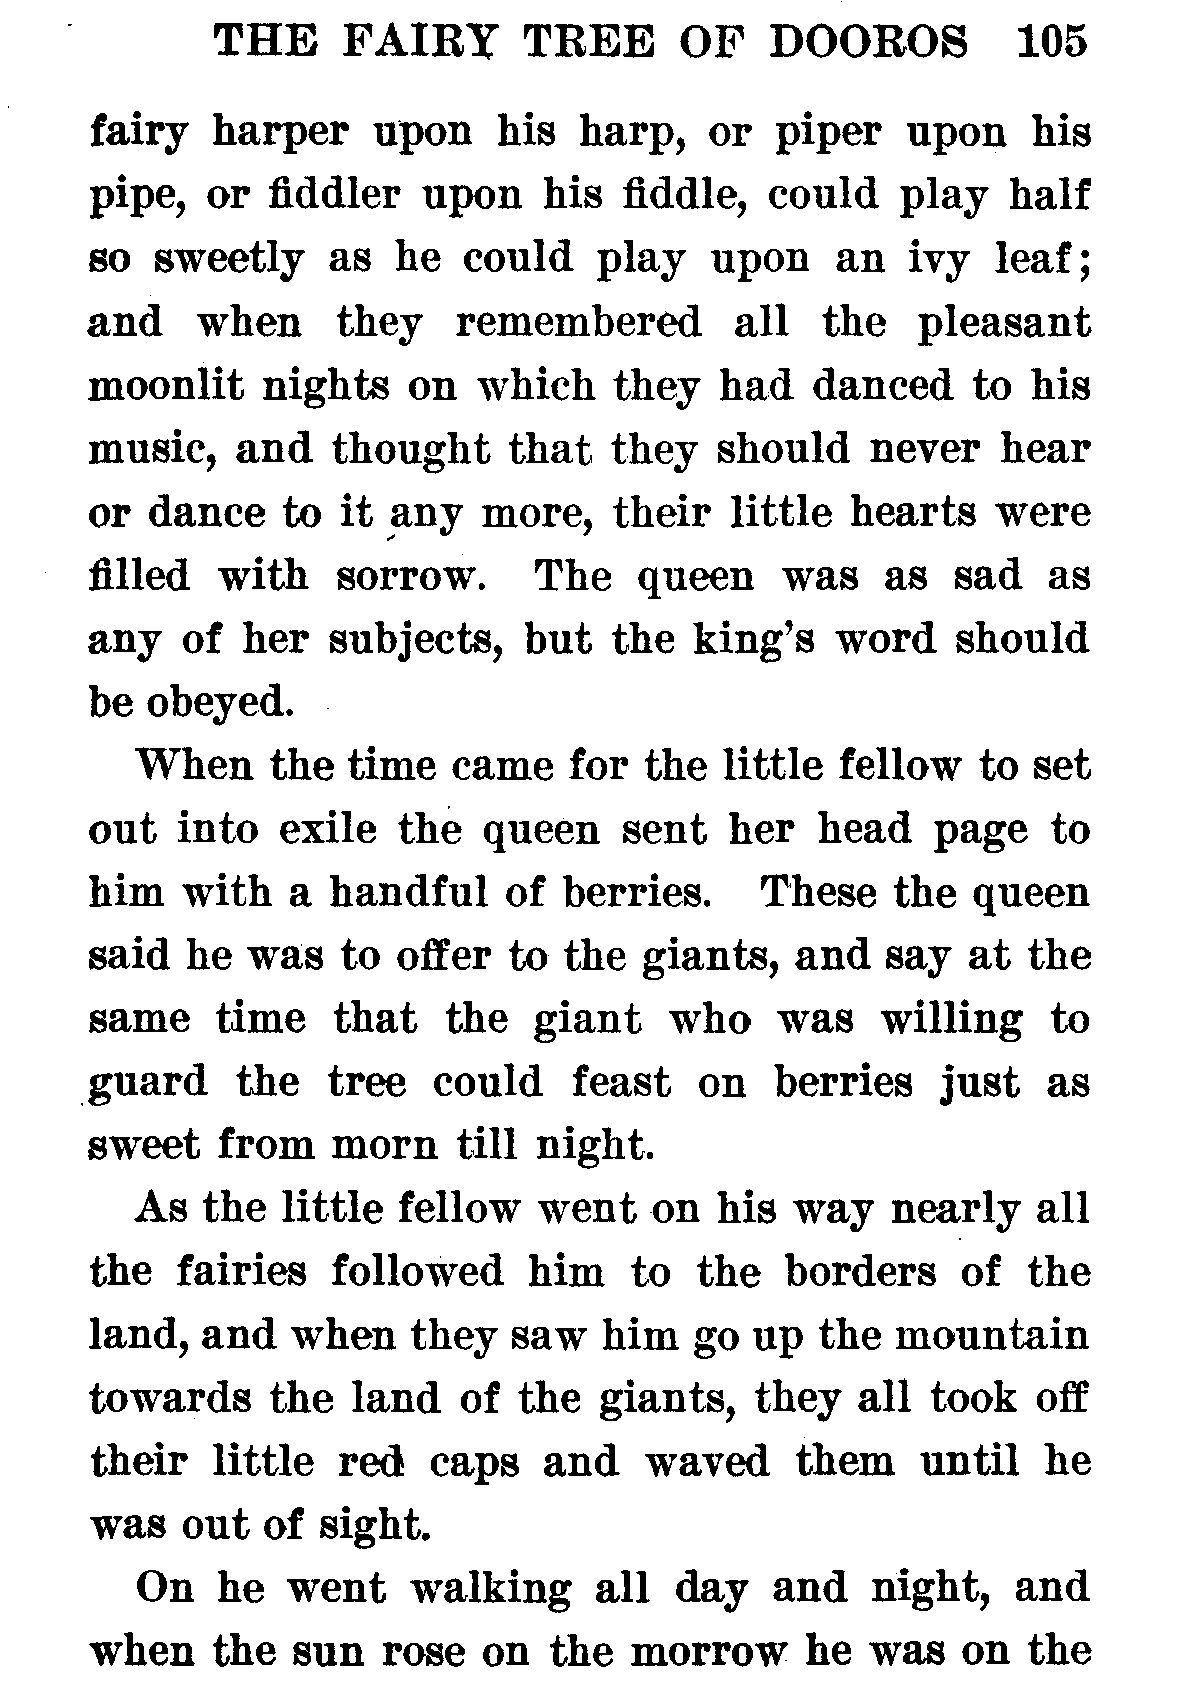 THE FAIRY TREE OF DOOROS 105
fairy harper upon his harp, or piper upon his
pipe, or fiddler upon his fiddle, could play half
so sweetly as he could play upon an ivy leaf;
and when they remembered all the pleasant
moonlit nights on which they had danced to his
music, and thought that they should never hear
or dance to it any more, their little hearts were
filled with sorrow. The queen was as sad as
any of her subjects, but the king's word should
be obeyed.
When the time came for the little fellow to set
out into exile the queen sent her head page to
him with a handful of berries. These the queen
said he was to offer to the giants, and say at the
same time that the giant who was willing to
guard the tree could feast on berries just as
sweet from morn till night.
As the little fellow went on his way nearly all
the fairies followed him to the borders of the
land, and when they saw him go up the mountain
towards the land of the giants, they all took off
their little red caps and waved them until he
was out of sight.
On he went walking all day and night, and
when the sun rose on the morrow he was on the